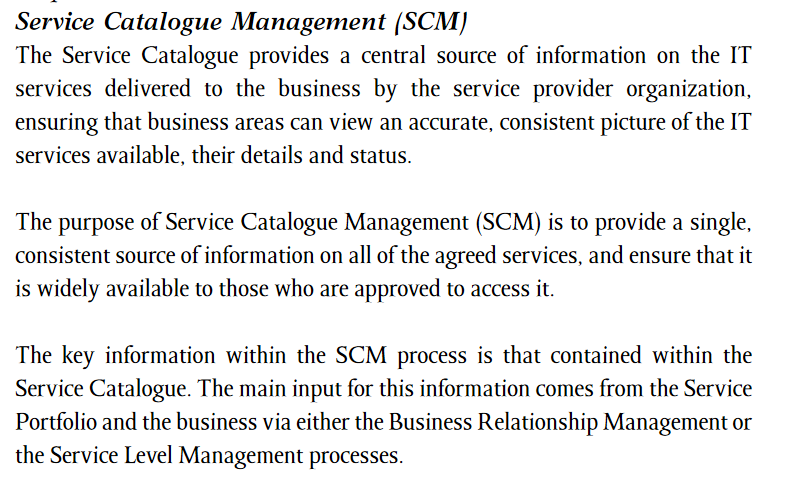 Service Catalogue Management (SCM)
The Service Catalogue provides a central source of information on the IT
services delivered to the business by the service provider organization,
ensuring that business areas can view an accurate, consistent picture of the IT
services available, their details and status.
The purpose of Service Catalogue Management (SCM) is to provide a single,
consistent source of information on all of the agreed services, and ensure that it
is widely available to those who are approved to access it.
The key information within the SCM process is that contained within the
Service Catalogue. The main input for this information comes from the Service
Portfolio and the business via either the Business Relationship Management or
the Service Level Management processes.